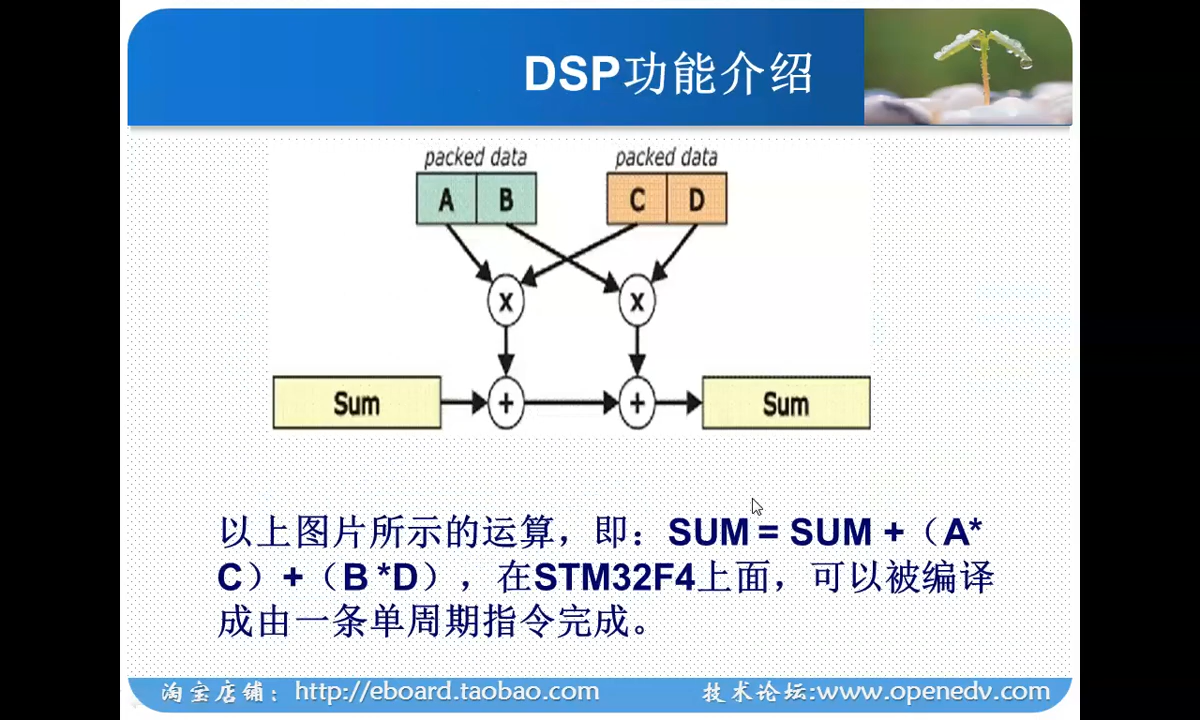 DSP功能介绍
packed data packed data
A B C D
x x
Sum + + Sum
以上图片所示的运算，即：SUM = SUM +（A*
C）+（B *D），在STM32F4上面，可以被编译
成由一条单周期指令完成。
淘宝店铺：http://eboard.taobao.com 技术论坛:www.openedv.com